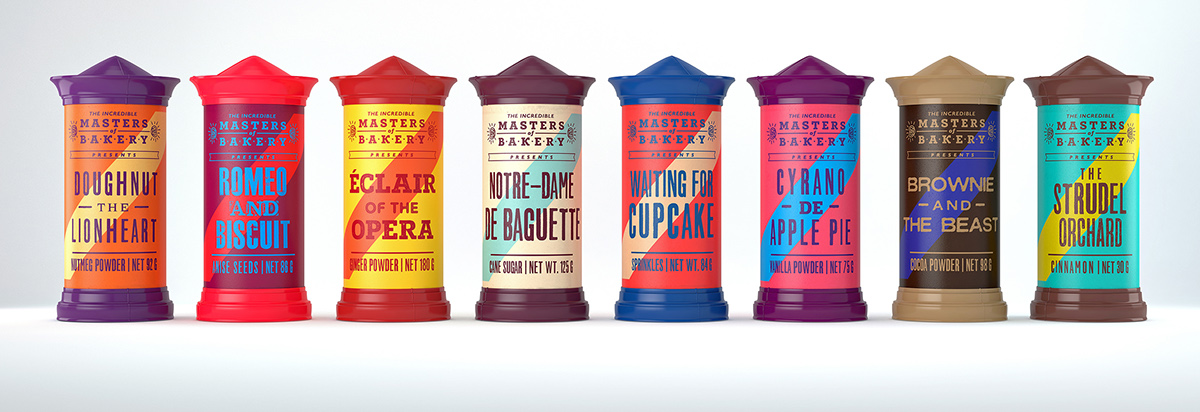 THE INCREDIBLE
MASTERS
of
BAKERY
PRESENTS
DOUGHNUT
THE
LIONHEART
NUTMEG POWDER | NET 92 G
THE INCREDIBLE
MASTERS
of
BAKERY
PRESENTS
ROMEO
AND
BISCUIT
ANISE SEEDS | NET 88 G
THE INCREDIBLE
MASTERS
of
BAKERY
PRESENTS
ÉCLAIR
OF THE
OPERA
GINGER POWDER | NET 180 G
THE INCREDIBLE
MASTERS
of
BAKERY
PRESENTS
NOTRE-DAME
DE BAGUETTE
CANE SUGAR | NET WT. 125 G
THE INCREDIBLE
MASTERS
of
BAKERY
PRESENTS
WAITING FOR
CUPCAKE
SPRINKLES | NET WT. 84 G
THE INCREDIBLE
MASTERS
of
BAKERY
PRESENTS
CYRANO
DE
APPLE PIE
VANILLA POWDER | NET 75 G
THE INCREDIBLE
MASTERS
of
BAKERY
PRESENTS
BROWNIE
AND
THE BEAST
COCOA POWDER | NET 98 G
THE INCREDIBLE
MASTERS
of
BAKERY
PRESENTS
THE
STRUDEL
ORCHARD
CINNAMON | NET 30 G